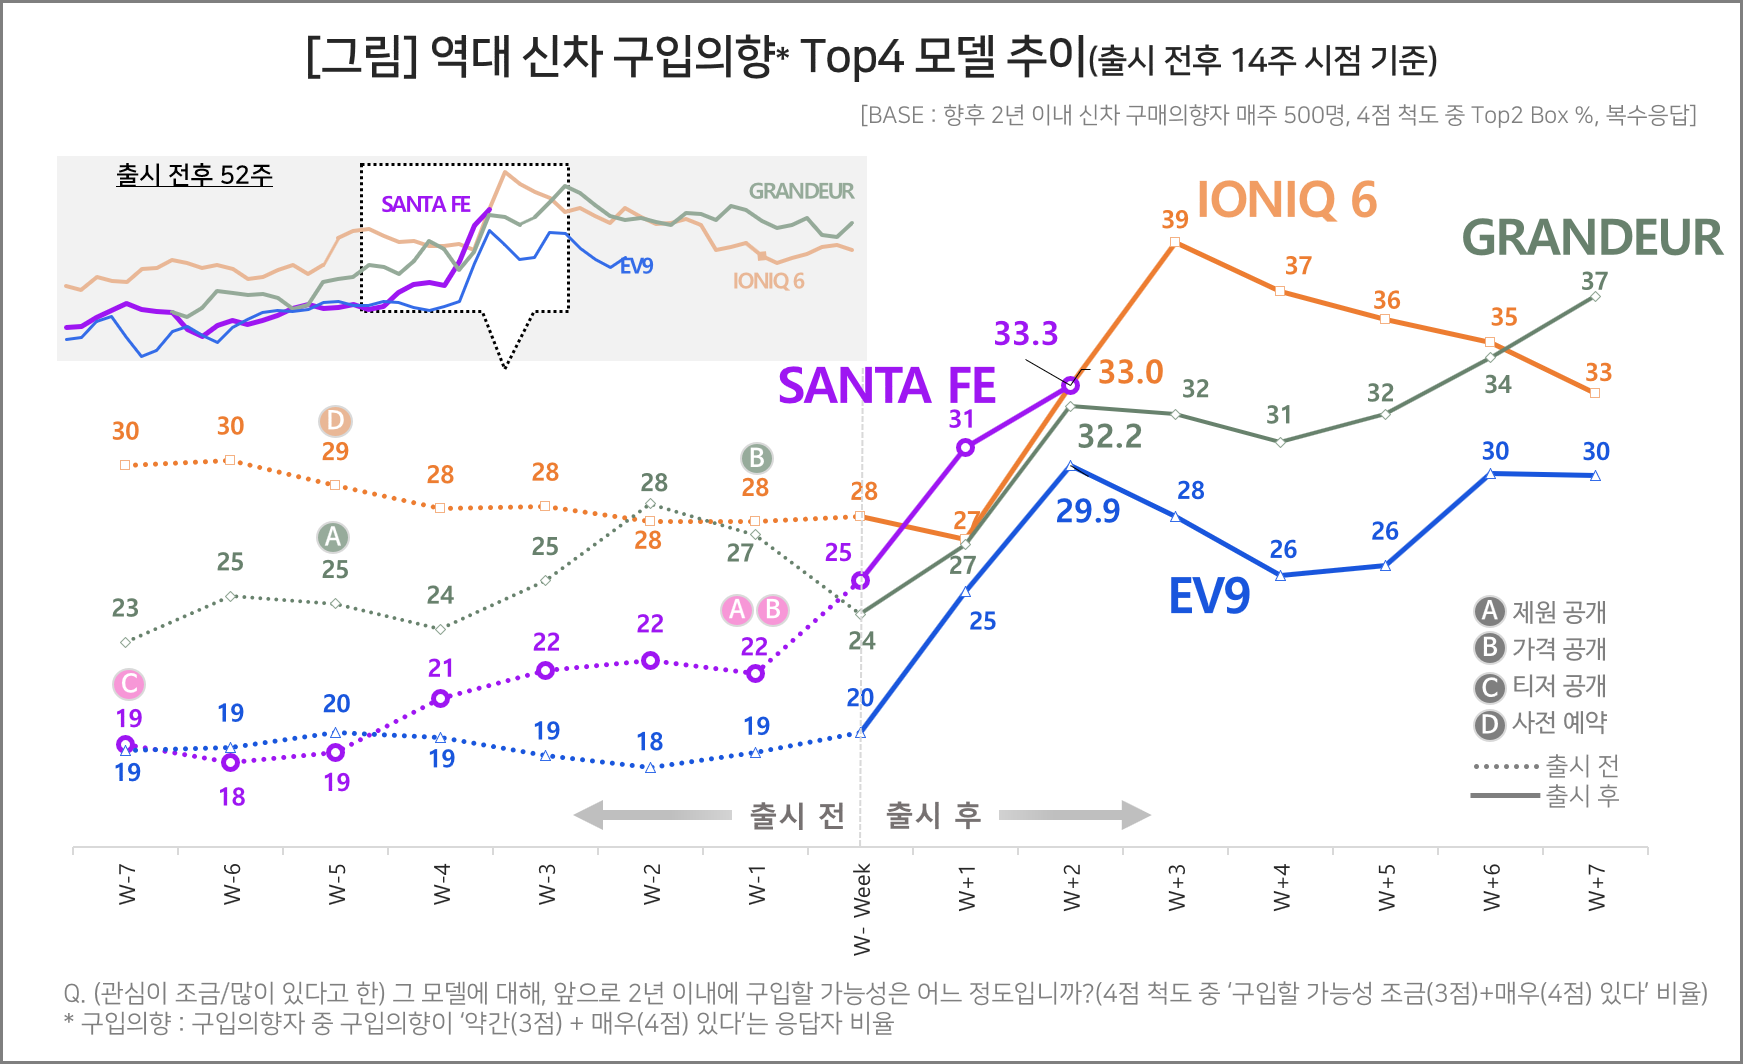 [그림] 역대 신차 구입의향* Top4 모델 추이(출시 전후 14주 시점 기준)
[BASE : 향후 2년 이내 신차 구매의향자 매주 500명, 4점 척도 중 Top2 Box %, 복수응답]
출시 전후 52주
SANTA FE
GRANDEUR
EV9
IONIQ 6
IONIQ 6
GRANDEUR
SANTA FE
EV9
30 30 29 28 28 28 28 28 27 33.0 39 37 36 35 33
23 25 25 24 25 28 27 24 27 32.2 32 31 32 34 37
19 18 19 21 22 22 22 25 31 33.3
19 19 20 19 19 18 19 20 25 29.9 28 26 26 30 30
D
A
B
C
A B
A 제원 공개
B 가격 공개
C 티저 공개
D 사전 예약
출시 전
출시 후
출시 전 출시 후
W-7 W-6 W-5 W-4 W-3 W-2 W-1 W- Week W+1 W+2 W+3 W+4 W+5 W+6 W+7
Q. (관심이 조금/많이 있다고 한) 그 모델에 대해, 앞으로 2년 이내에 구입할 가능성은 어느 정도입니까?(4점 척도 중 ‘구입할 가능성 조금(3점)+매우(4점) 있다’ 비율)
* 구입의향 : 구입의향자 중 구입의향이 ‘약간(3점) + 매우(4점) 있다’는 응답자 비율